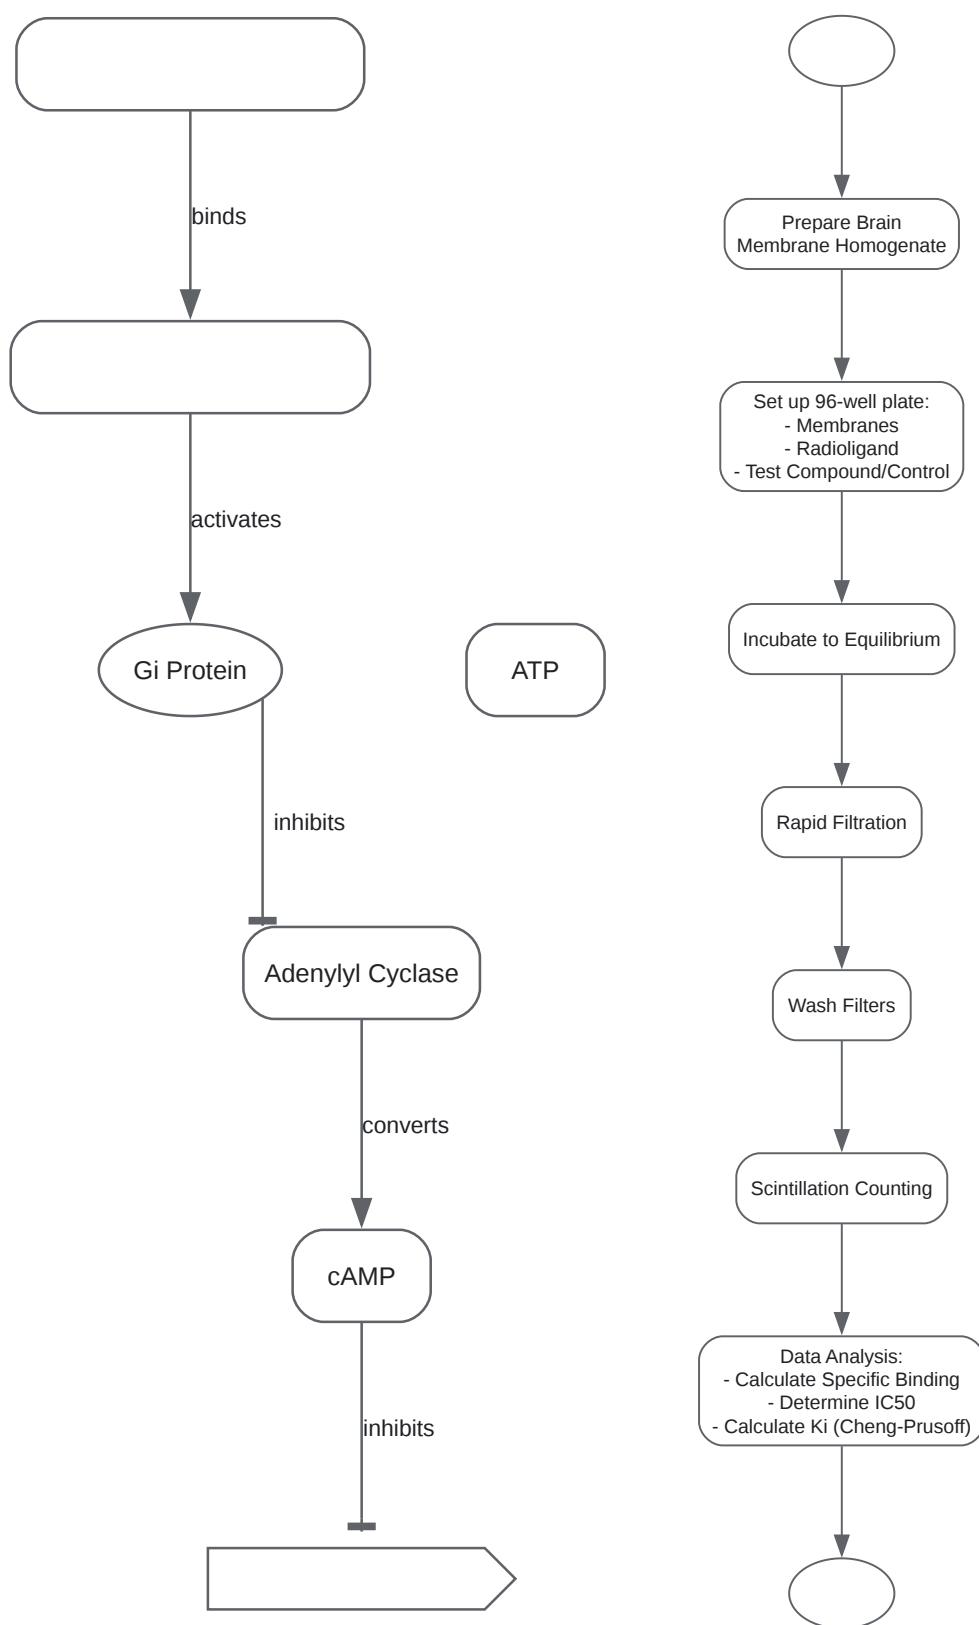 binds
activates
Gi Protein
ATP
inhibits
Adenylyl Cyclase
converts
cAMP
inhibits
Prepare Brain
Membrane Homogenate
Set up 96-well plate:
- Membranes
- Radioligand
- Test Compound/Control
Incubate to Equilibrium
Rapid Filtration
Wash Filters
Scintillation Counting
Data Analysis:
- Calculate Specific Binding
- Determine IC50
- Calculate Ki (Cheng-Prusoff)